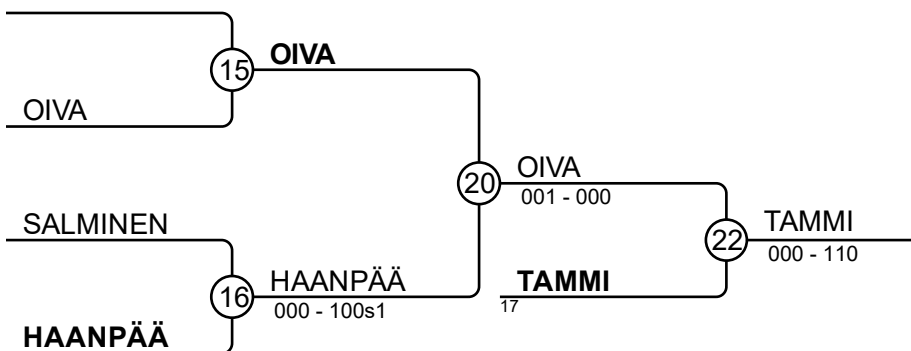 15
OIVA
OIVA
SALMINEN
16
HAANPÄÄ
000 - 100s1
HAANPÄÄ
20
OIVA
001 - 000
TAMMI
17
22
TAMMI
000 - 110